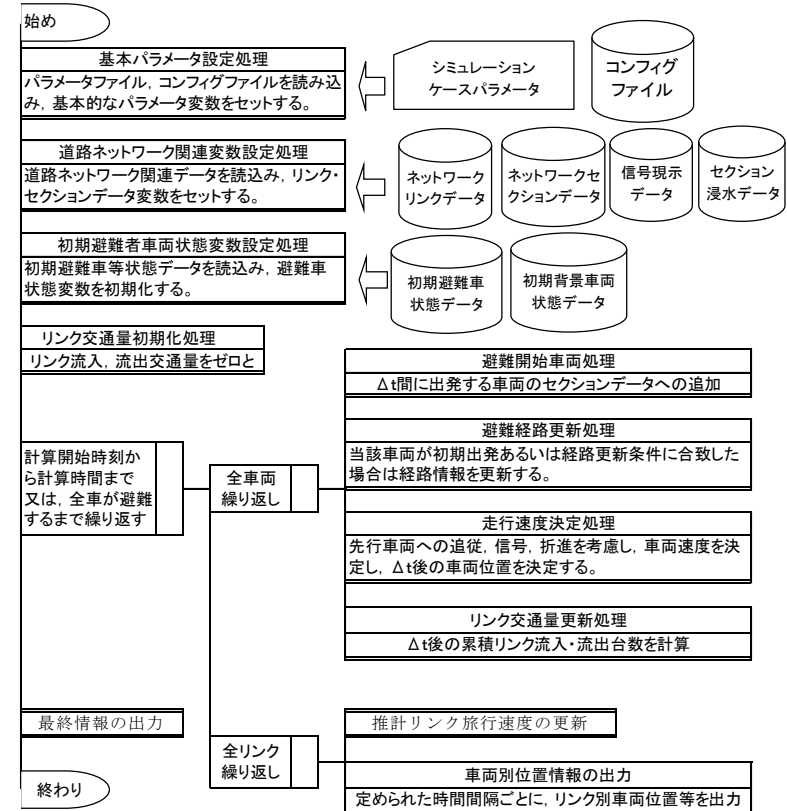 始め
基本パラメータ設定処理
パラメータファイル，コンフィグファイルを読み込
み，基本的なパラメータ変数をセットする。
シミュレーション
ケースパラメータ
コンフィグ
ファイル
道路ネットワーク関連変数設定処理
道路ネットワーク関連データを読込み，リンク・
セクションデータ変数をセットする。
ネットワーク
リンクデータ
ネットワークセ
クションデータ
信号現示
データ
セクション
浸水データ
初期避難者車両状態変数設定処理
初期避難車等状態データを読込み，避難車
状態変数を初期化する。
初期避難車
状態データ
初期背景車両
状態データ
リンク交通量初期化処理
リンク流入，流出交通量をゼロと
避難開始車両処理
Δt間に出発する車両のセクションデータへの追加
避難経路更新処理
当該車両が初期出発あるいは経路更新条件に合致した
場合は経路情報を更新する。
計算開始時刻か
ら計算時間まで
又は，全車が避難
するまで繰り返す
全車両
繰り返し
走行速度決定処理
先行車両への追従，信号，折進を考慮し，車両速度を決
定し，Δt後の車両位置を決定する。
リンク交通量更新処理
Δt後の累積リンク流入・流出台数を計算
最終情報の出力
推計リンク旅行速度の更新
全リンク
繰り返し
車両別位置情報の出力
定められた時間間隔ごとに，リンク別車両位置等を出力
終わり